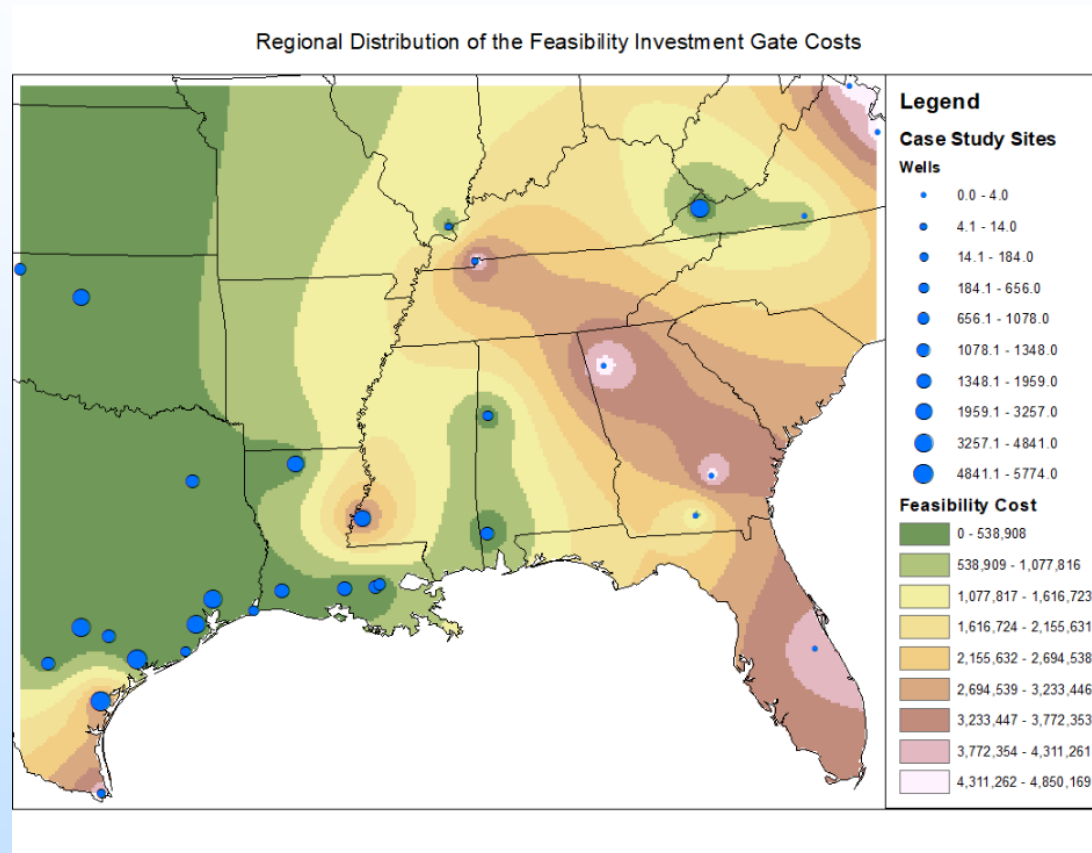 Regional Distribution of the Feasibility Investment Gate Costs
Legend
Case Study Sites
Wells
0.0 - 4.0
4.1 - 14.0
14.1 - 184.0
184.1 - 656.0
656.1 - 1078.0
1078.1 - 1348.0
1348.1 - 1959.0
1959.1 - 3257.0
3257.1 - 4841.0
4841.1 - 5774.0
Feasibility Cost
0 - 538,908
538,909 - 1,077,816
1,077,817 - 1,616,723
1,616,724 - 2,155,631
2,155,632 - 2,694,538
2,694,539 - 3,233,446
3,233,447 - 3,772,353
3,772,354 - 4,311,261
4,311,262 - 4,850,169